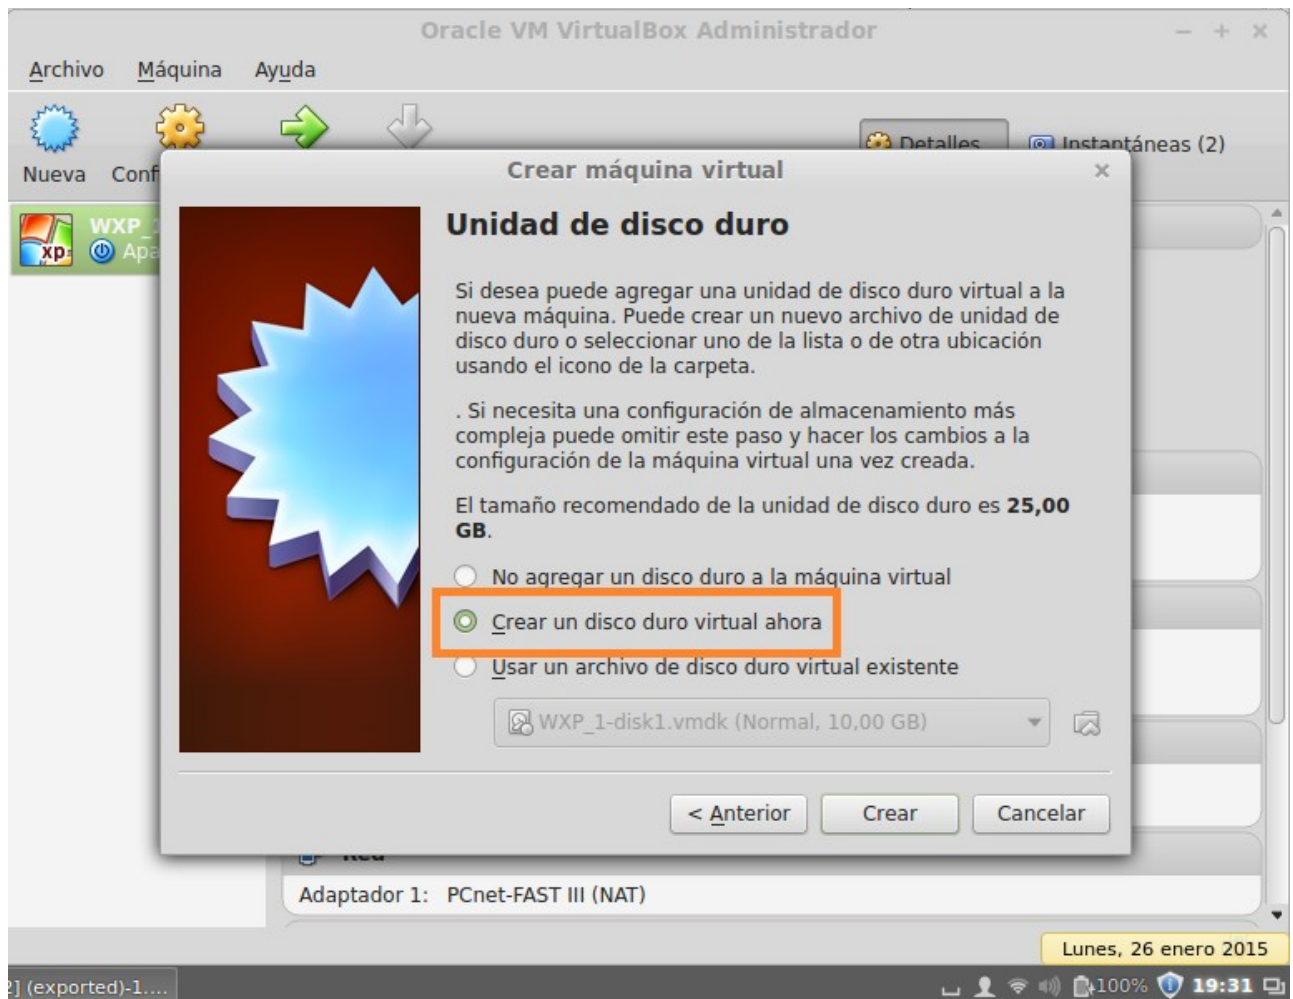 Oracle VM VirtualBox Administrador
Archivo Máquina Ayuda
Detalles Instantáneas (2)
Nueva Conf
WXP_
Apa
xp
Crear máquina virtual
Unidad de disco duro
Si desea puede agregar una unidad de disco duro virtual a la
nueva máquina. Puede crear un nuevo archivo de unidad de
disco duro o seleccionar uno de la lista o de otra ubicación
usando el icono de la carpeta.
. Si necesita una configuración de almacenamiento más
compleja puede omitir este paso y hacer los cambios a la
configuración de la máquina virtual una vez creada.
El tamaño recomendado de la unidad de disco duro es 25,00
GB.
No agregar un disco duro a la máquina virtual
Crear un disco duro virtual ahora
Usar un archivo de disco duro virtual existente
WXP_1-disk1.vmdk (Normal, 10,00 GB)
< Anterior Crear Cancelar
Red
Adaptador 1: PCnet-FAST III (NAT)
Lunes, 26 enero 2015
2] (exported)-1.... 100% 19:31